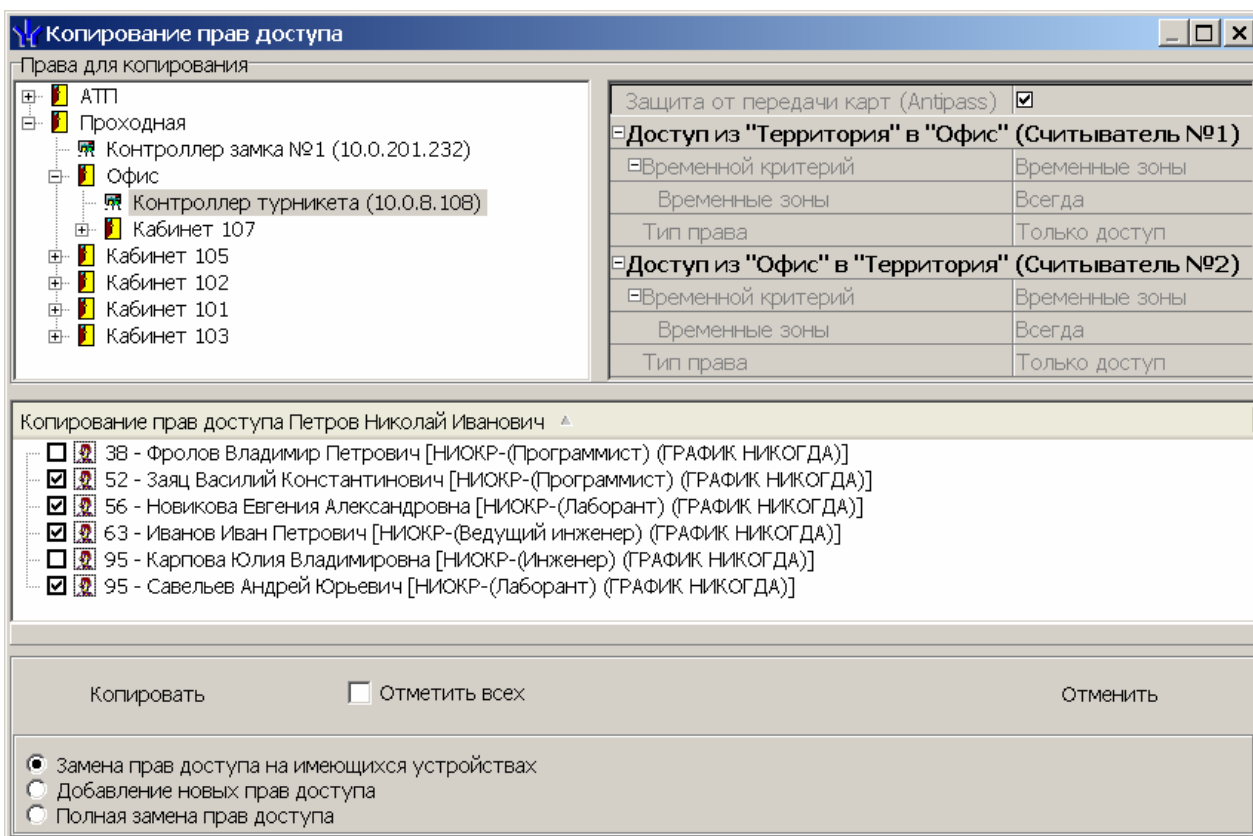 Копирование прав доступа
Права для копирования
АТП
Проходная
Контроллер замка №1 (10.0.201.232)
Офис
Контроллер турникета (10.0.8.108)
Кабинет 107
Кабинет 105
Кабинет 102
Кабинет 101
Кабинет 103
Защита от передачи карт (Antipass)
Доступ из "Территория" в "Офис" (Считыватель №1)
Временной критерий Временные зоны
Временные зоны Всегда
Тип права Только доступ
Доступ из "Офис" в "Территория" (Считыватель №2)
Временной критерий Временные зоны
Временные зоны Всегда
Тип права Только доступ
Копирование прав доступа Петров Николай Иванович
38 - Фролов Владимир Петрович [НИОКР-(Программист) (ГРАФИК НИКОГДА)]
52 - Заяц Василий Константинович [НИОКР-(Программист) (ГРАФИК НИКОГДА)]
56 - Новикова Евгения Александровна [НИОКР-(Лаборант) (ГРАФИК НИКОГДА)]
63 - Иванов Иван Петрович [НИОКР-(Ведущий инженер) (ГРАФИК НИКОГДА)]
95 - Карпова Юлия Владимировна [НИОКР-(Инженер) (ГРАФИК НИКОГДА)]
95 - Савельев Андрей Юрьевич [НИОКР-(Лаборант) (ГРАФИК НИКОГДА)]
Копировать Отметить всех Отменить
Замена прав доступа на имеющихся устройствах
Добавление новых прав доступа
Полная замена прав доступа